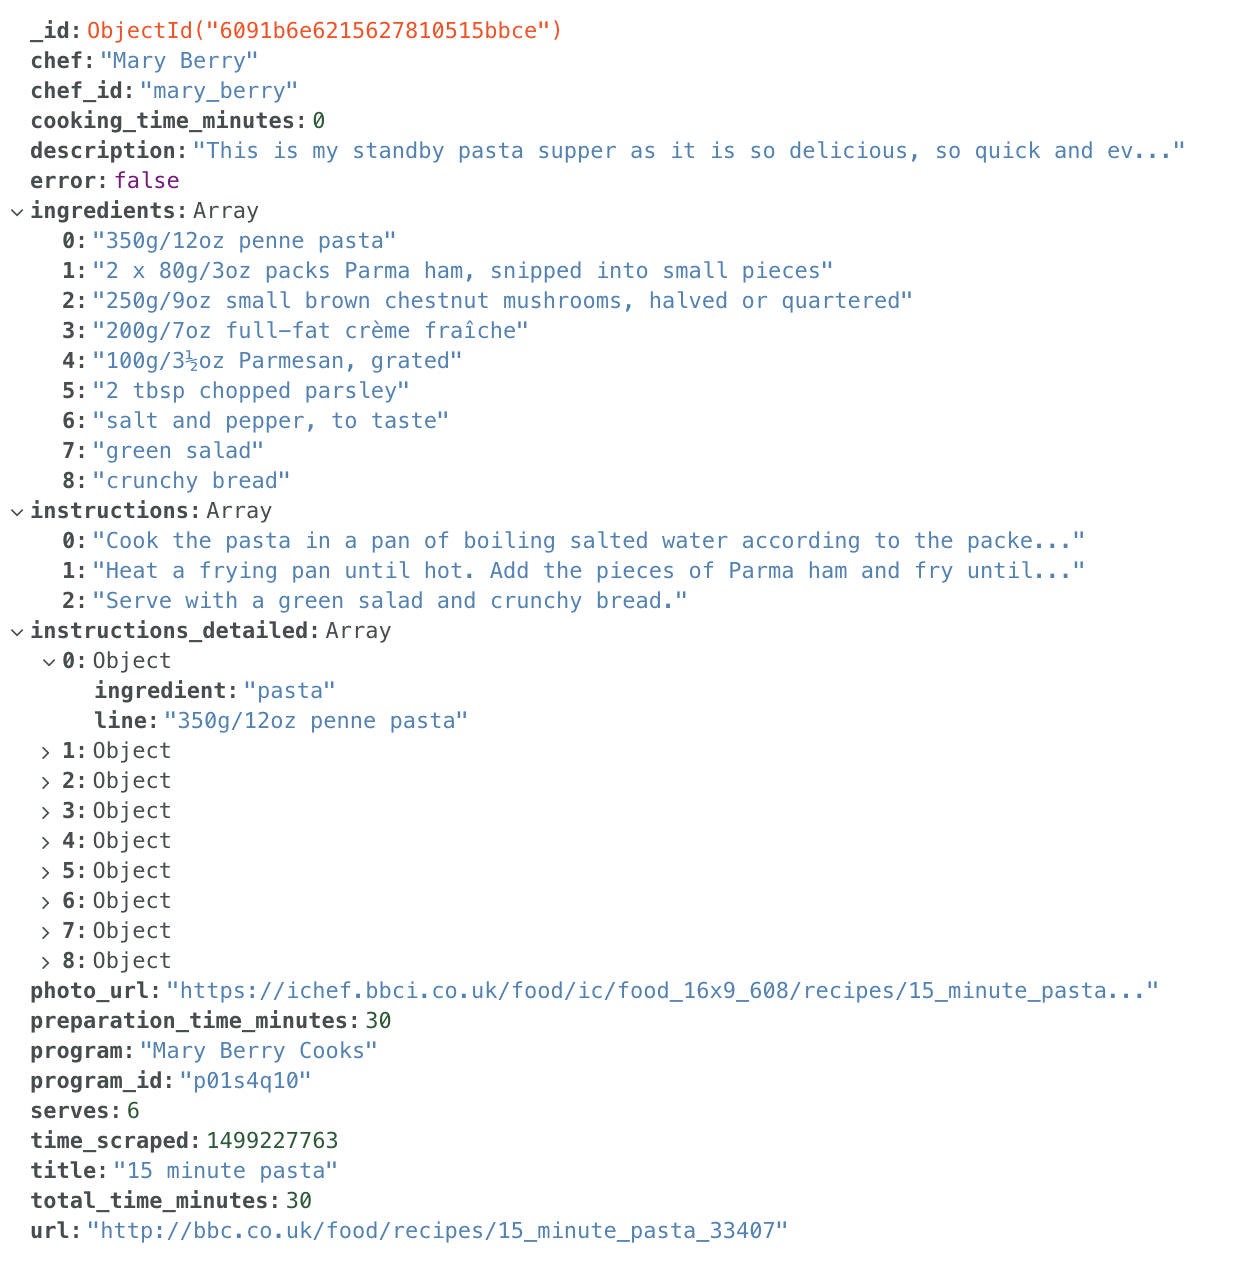 _id: ObjectId("6091b6e6215627810515bbce")
chef: "Mary Berry"
chef_id: "mary_berry"
cooking_time_minutes: 0
description: "This is my standby pasta supper as it is so delicious, so quick and ev..."
error: false
ingredients: Array
0: "350g/12oz penne pasta"
1: "2 x 80g/3oz packs Parma ham, snipped into small pieces"
2: "250g/9oz small brown chestnut mushrooms, halved or quartered"
3: "200g/7oz full-fat crème fraîche"
4: "100g/3½oz Parmesan, grated"
5: "2 tbsp chopped parsley"
6: "salt and pepper, to taste"
7: "green salad"
8: "crunchy bread"
instructions: Array
0: "Cook the pasta in a pan of boiling salted water according to the packe..."
1: "Heat a frying pan until hot. Add the pieces of Parma ham and fry until..."
2: "Serve with a green salad and crunchy bread."
instructions_detailed: Array
0: Object
ingredient: "pasta"
line: "350g/12oz penne pasta"
1: Object
2: Object
3: Object
4: Object
5: Object
6: Object
7: Object
8: Object
photo_url: "https://ichef.bbci.co.uk/food/ic/food_16x9_608/recipes/15_minute_pasta..."
preparation_time_minutes: 30
program: "Mary Berry Cooks"
program_id: "p01s4q10"
serves: 6
time_scraped: 1499227763
title: "15 minute pasta"
total_time_minutes: 30
url: "http://bbc.co.uk/food/recipes/15_minute_pasta_33407"